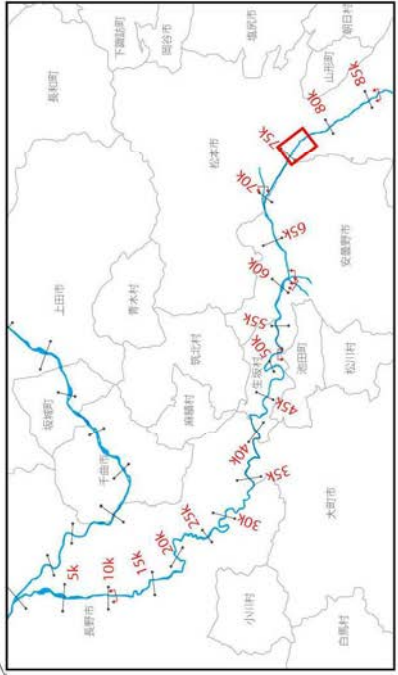 長野市
5k
10k
15k
20k
25k
30k
35k
40k
45k
50k
55k
60k
65k
70k
75k
80k
85k
白馬村
小川村
大町市
千曲市
坂城町
上田市
麻績村
青木村
筑北村
生坂村
池田町
松川村
安曇野市
松本市
長和町
下諏訪町
岡谷市
塩尻市
山形村
朝日村